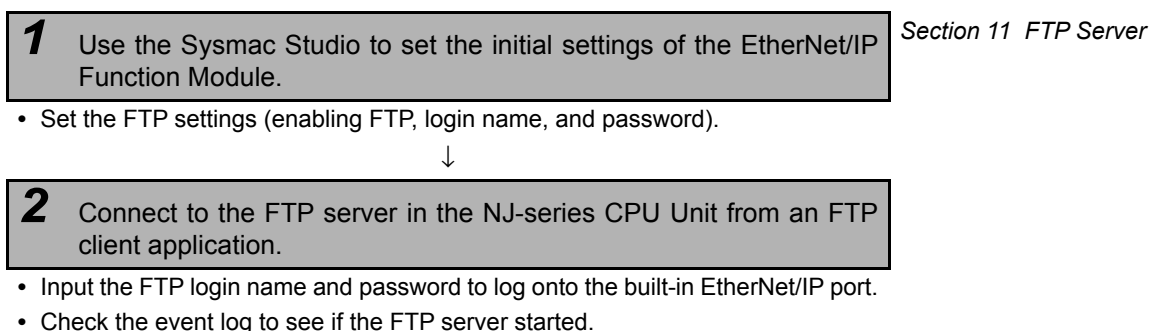 1 Use the Sysmac Studio to set the initial settings of the EtherNet/IP
Function Module.
Section 11 FTP Server
• Set the FTP settings (enabling FTP, login name, and password).
↓
2 Connect to the FTP server in the NJ-series CPU Unit from an FTP
client application.
• Input the FTP login name and password to log onto the built-in EtherNet/IP port.
• Check the event log to see if the FTP server started.